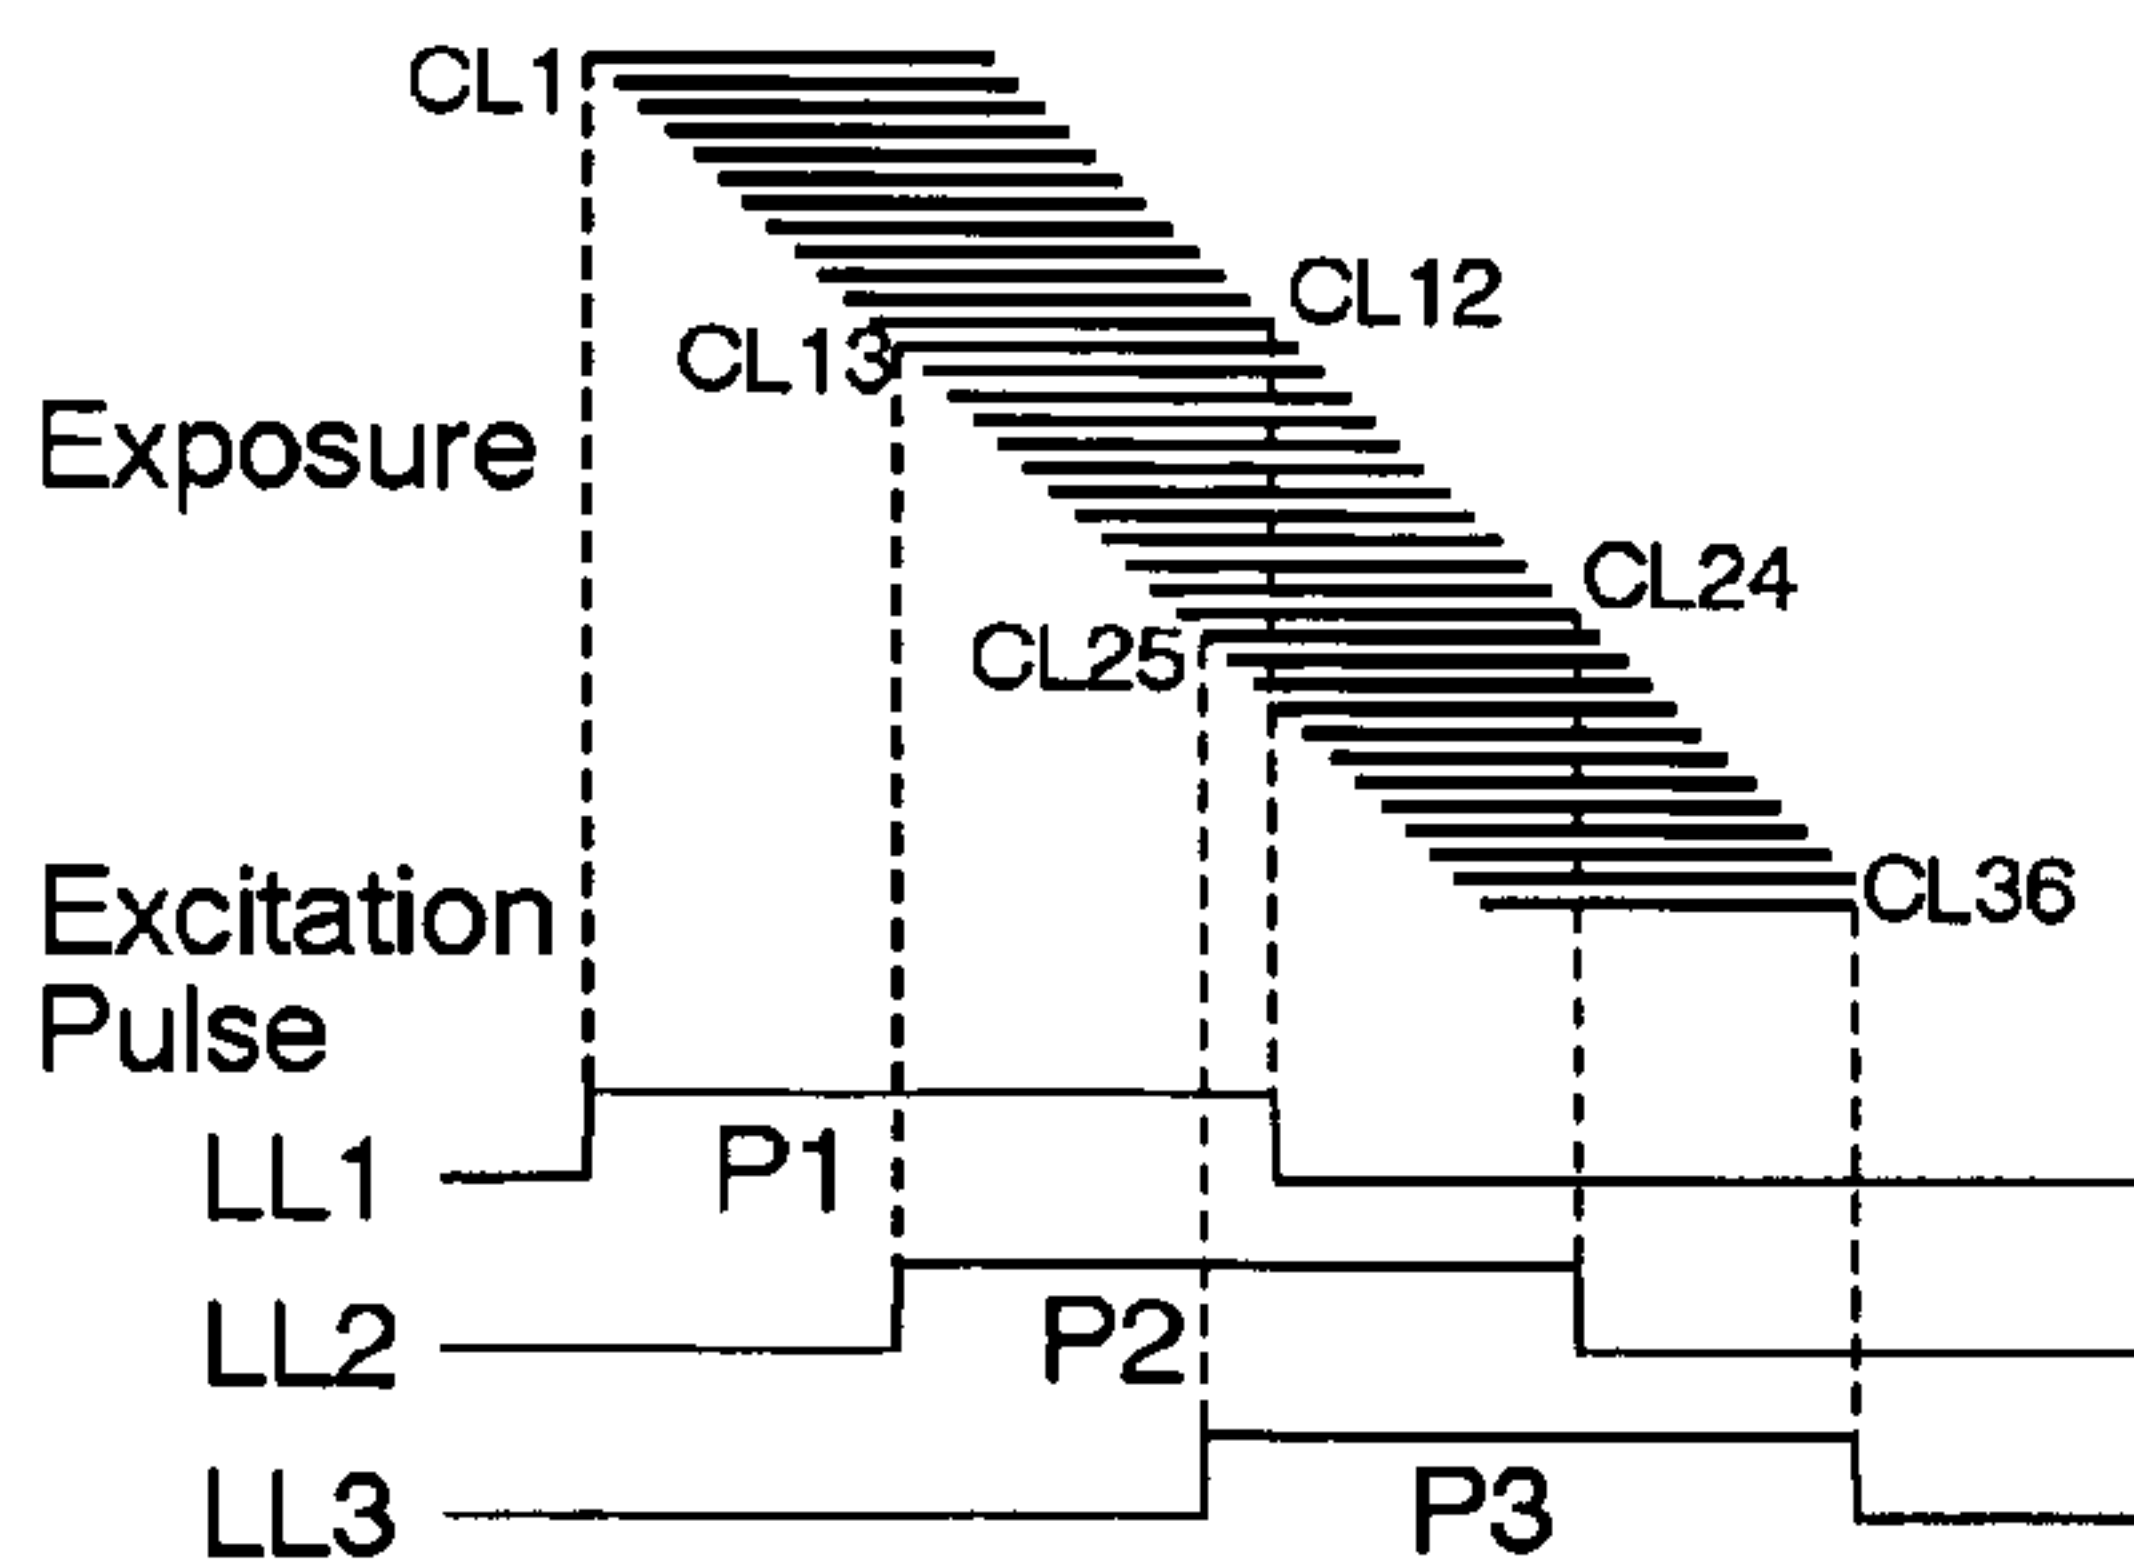 CL1
CL12
CL13
Exposure
CL24
CL25
CL36
Excitation
Pulse
LL1
P1
LL2
P2
LL3
P3